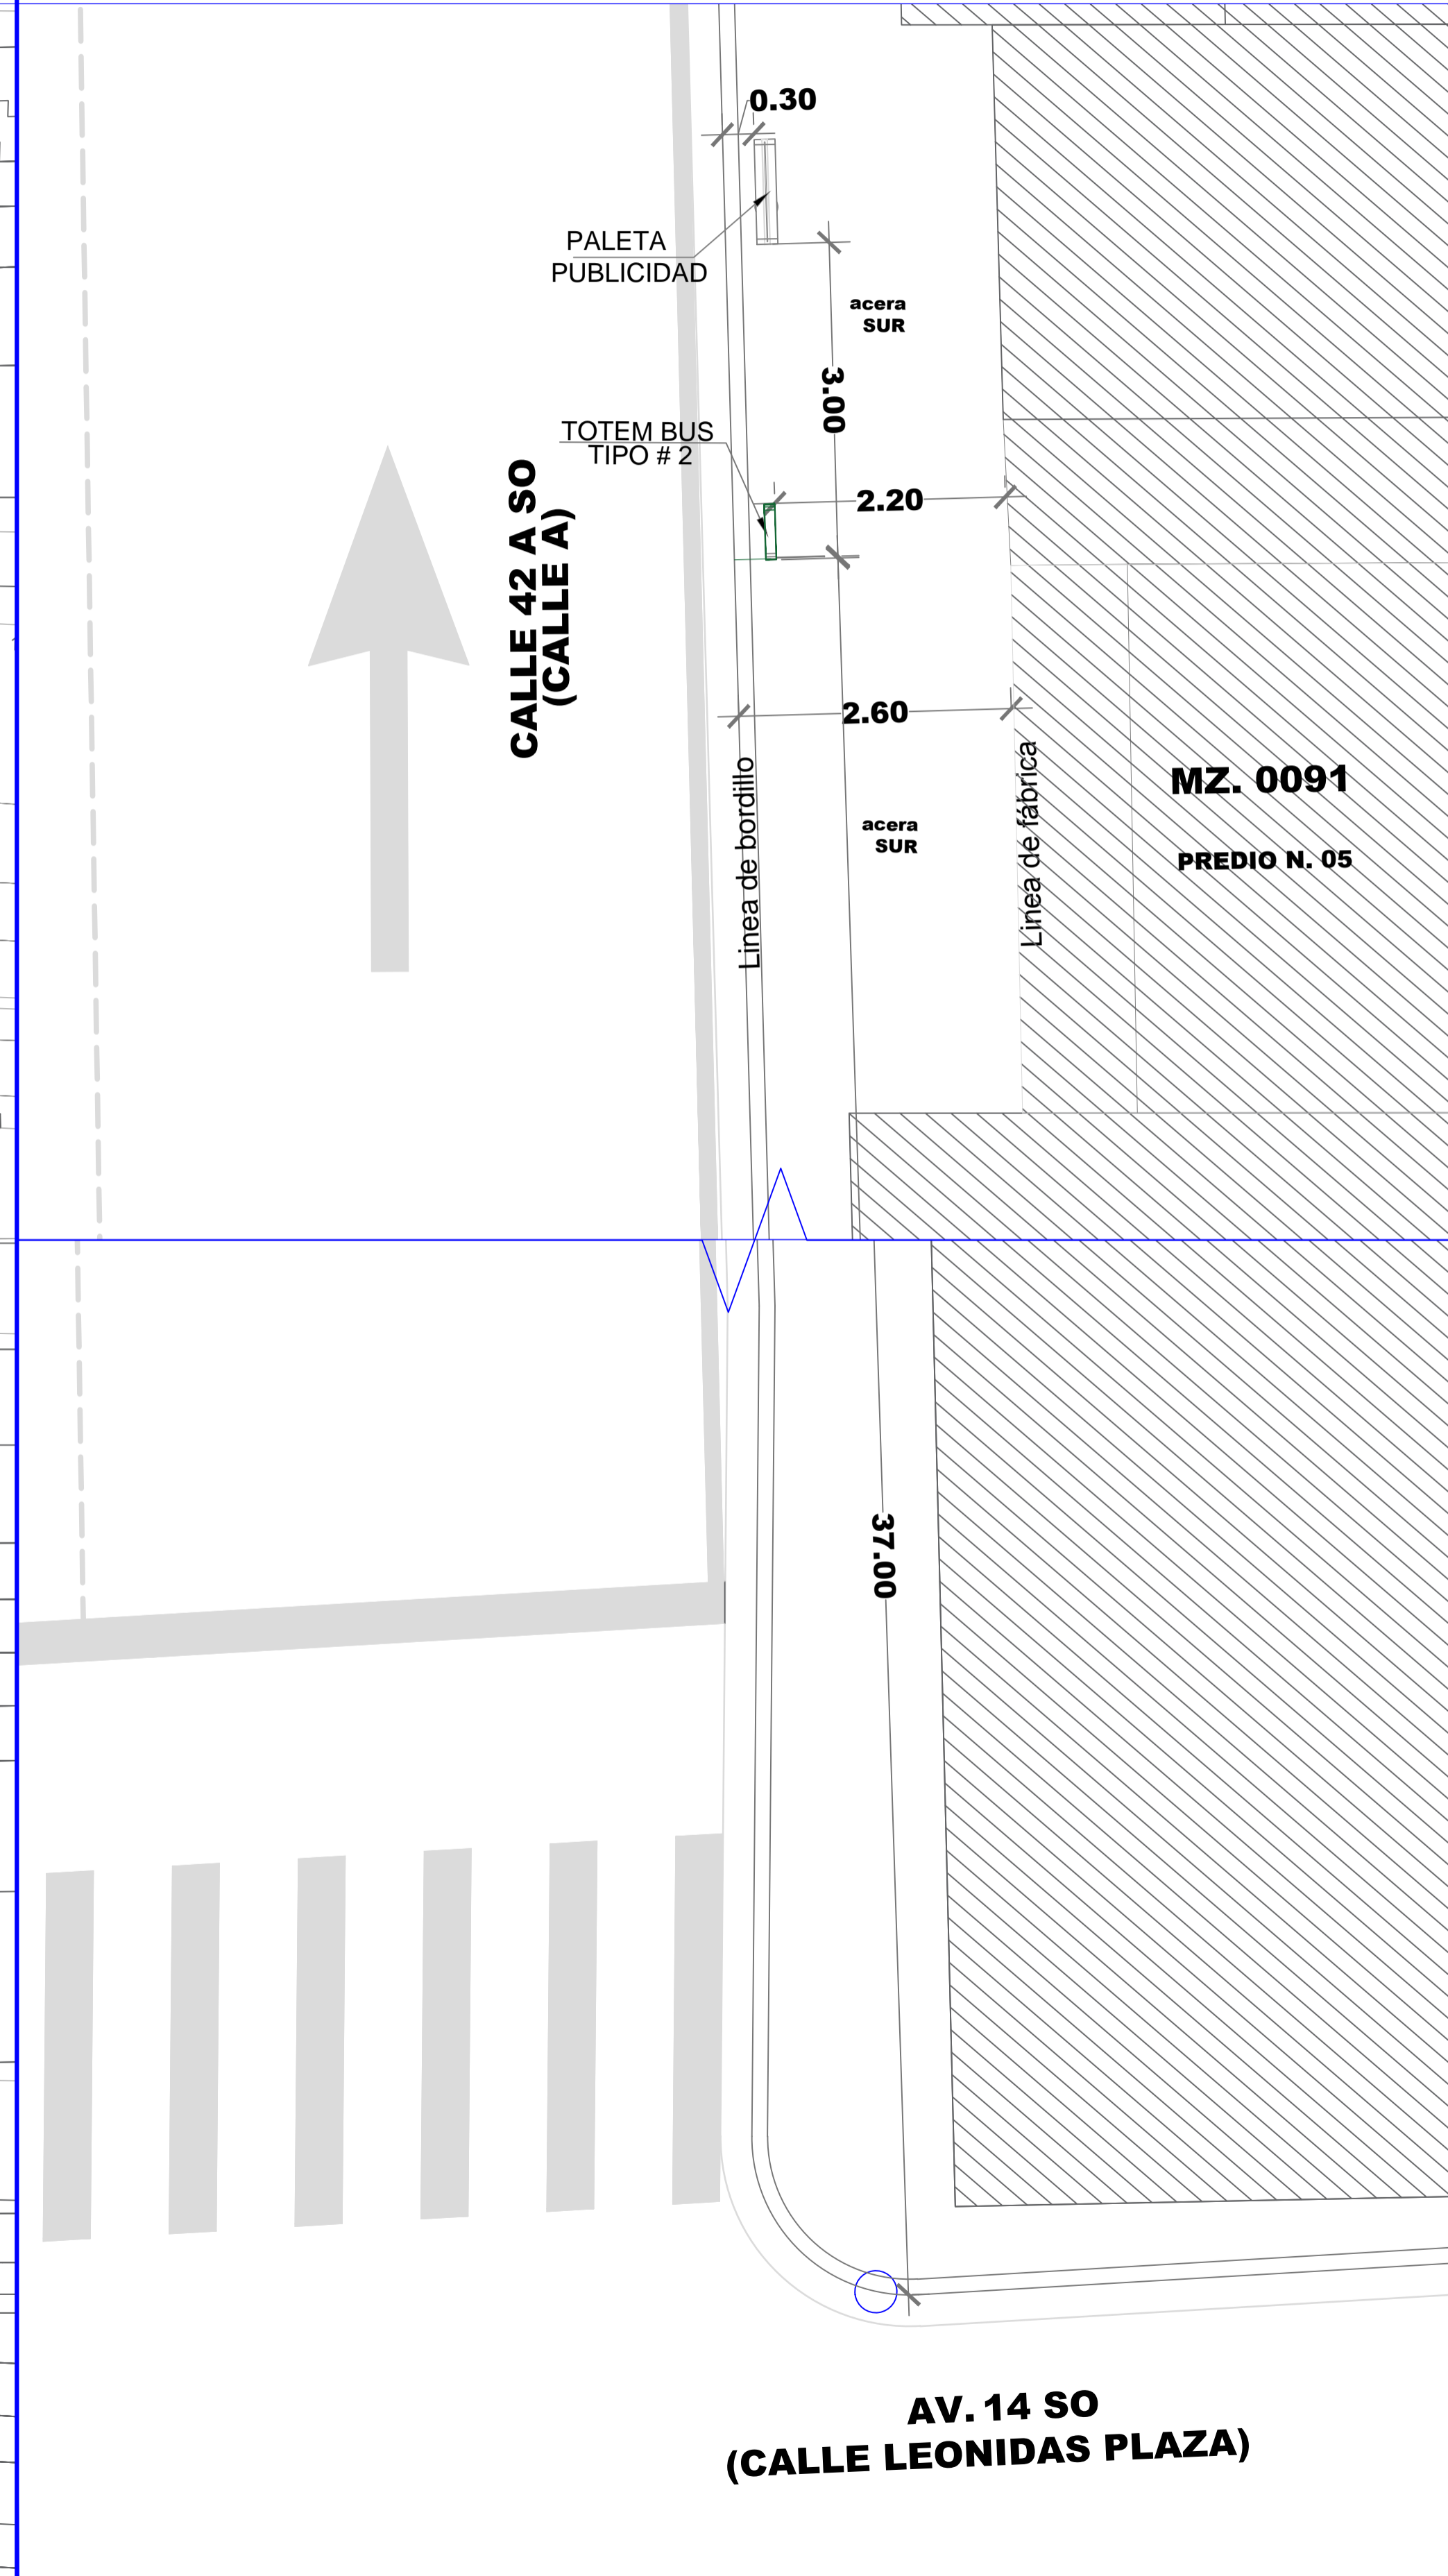 0.30
PALETA
PUBLICIDAD
acera
SUR
3.00
TOTEM BUS
TIPO # 2
2.20
CALLE 42 A SO
(CALLE A)
2.60
Linea de bordillo
Linea de fábrica
MZ. 0091
acera
SUR
PREDIO N. 05
37.00
AV. 14 SO
(CALLE LEONIDAS PLAZA)